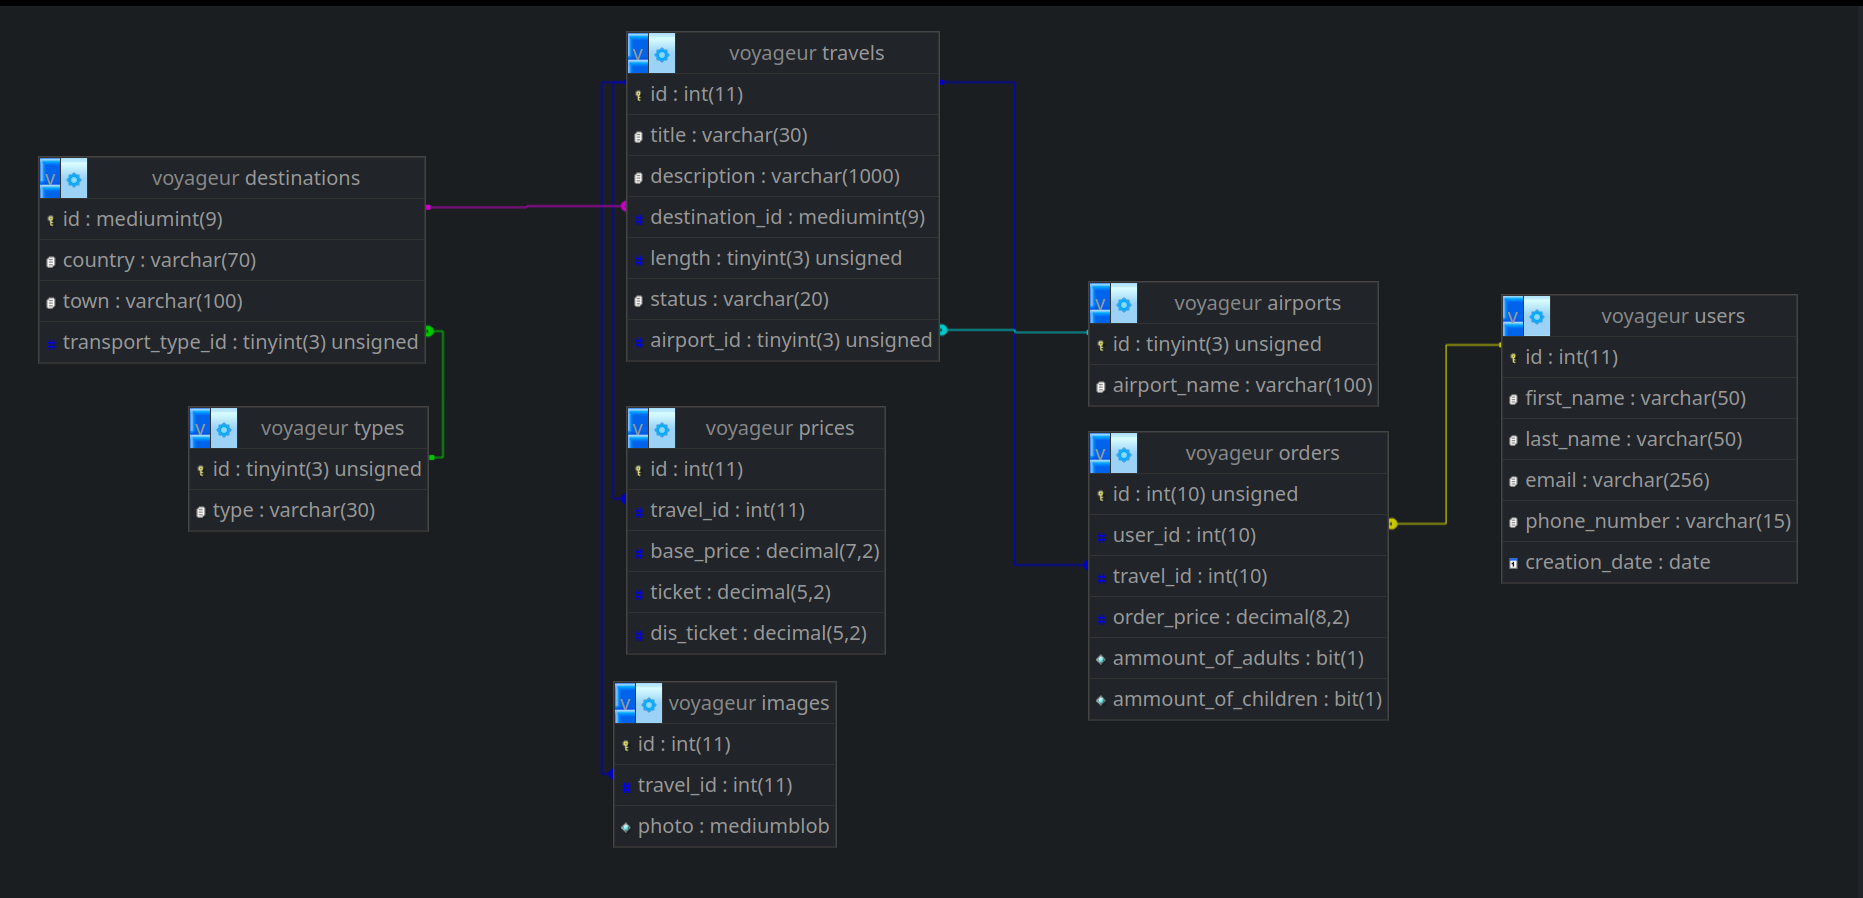 voyageur travels
id : int(11)
title : varchar(30)
description : varchar(1000)
destination_id : mediumint(9)
length : tinyint(3) unsigned
status : varchar(20)
airport_id : tinyint(3) unsigned
voyageur destinations
id : mediumint(9)
country : varchar(70)
town : varchar(100)
transport_type_id : tinyint(3) unsigned
voyageur types
id : tinyint(3) unsigned
type : varchar(30)
voyageur prices
id : int(11)
travel_id : int(11)
base_price : decimal(7,2)
ticket : decimal(5,2)
dis_ticket : decimal(5,2)
voyageur images
id : int(11)
travel_id : int(11)
photo : mediumblob
voyageur airports
id : tinyint(3) unsigned
airport_name : varchar(100)
voyageur orders
id : int(10) unsigned
user_id : int(10)
travel_id : int(10)
order_price : decimal(8,2)
ammount_of_adults : bit(1)
ammount_of_children : bit(1)
voyageur users
id : int(11)
first_name : varchar(50)
last_name : varchar(50)
email : varchar(256)
phone_number : varchar(15)
creation_date : date